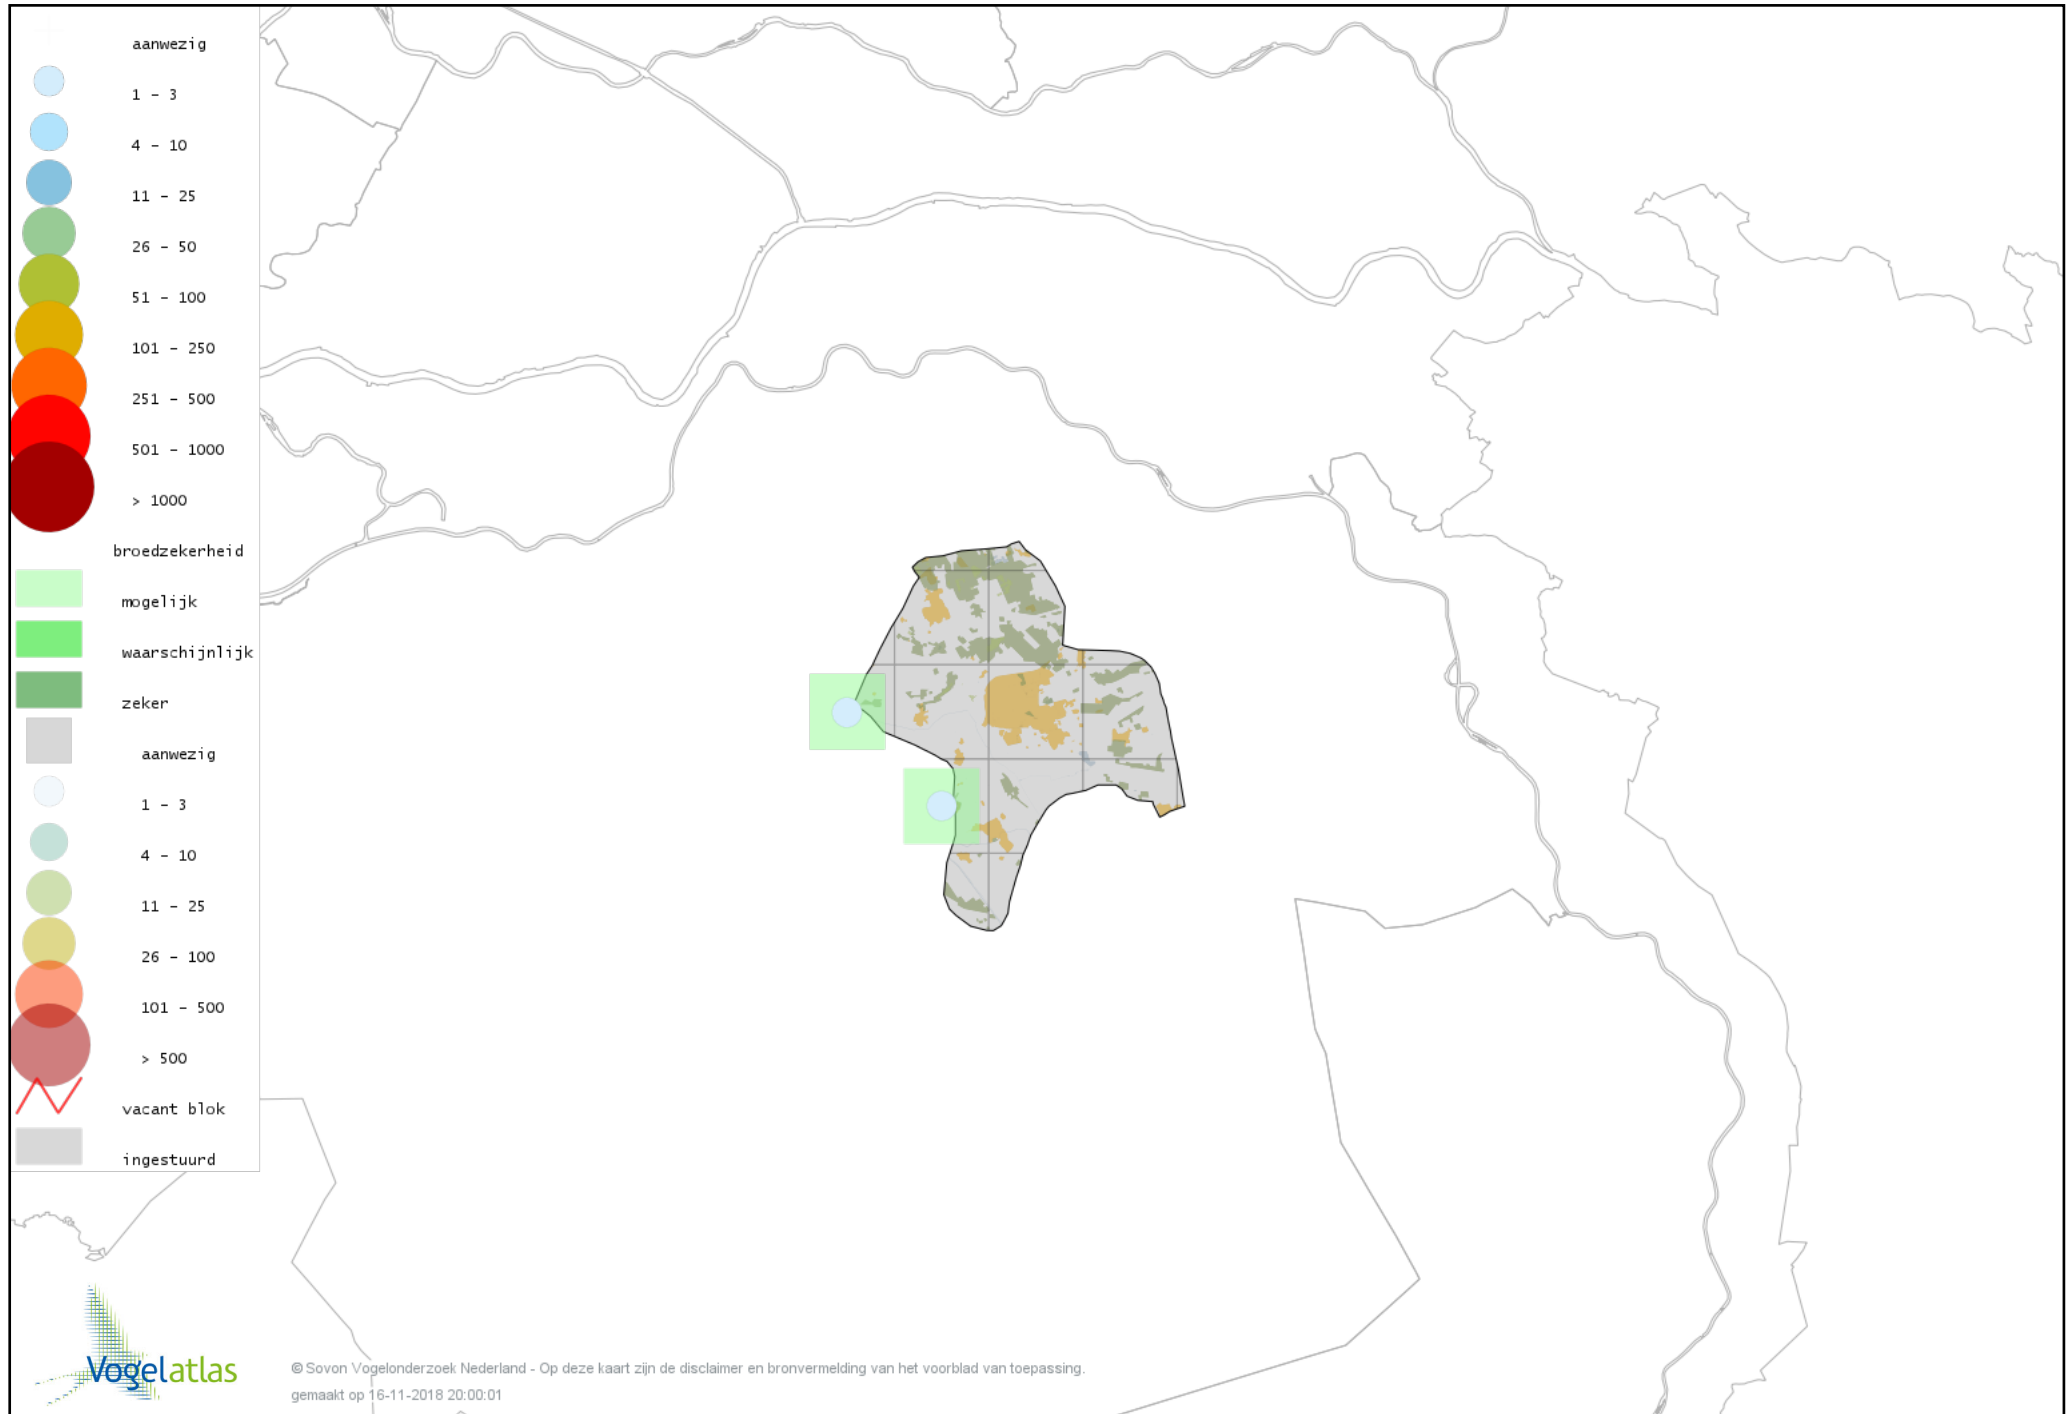 aanwezig
1 - 3
4 - 10
11 - 25
26 - 50
51 - 100
101 - 250
251 - 500
501 - 1000
> 1000
broedzekerheid
mogelijk
waarschijnlijk
zeker
aanwezig
1 - 3
4 - 10
11 - 25
26 - 100
101 - 500
> 500
vacant blok
ingestuurd
Vogelatlas
© Sovon Vogelonderzoek Nederland - Op deze kaart zijn de disclaimer en bronvermelding van het voorblad van toepassing.
gemaakt op 16-11-2018 20:00:01